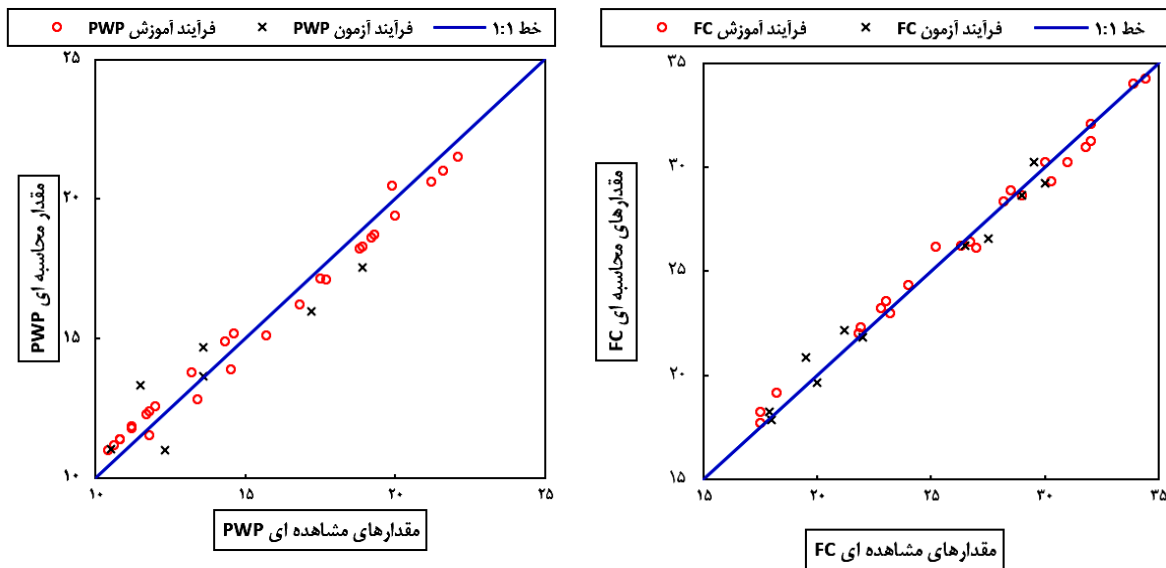 فرآیند آموزش PWP فرآیند آزمون PWP خط ۱:۱
۲۵
۲۰
۱۵
۱۰
۱۰ ۱۵ ۲۰ ۲۵
مقدار محاسبه ای PWP
مقدارهای مشاهده ای PWP
فرآیند آموزش FC فرآیند آزمون FC خط ۱:۱
۳۵
۳۰
۲۵
۲۰
۱۵
۱۵ ۲۰ ۲۵ ۳۰ ۳۵
مقدارهای محاسبه ای FC
مقدارهای مشاهده ای FC